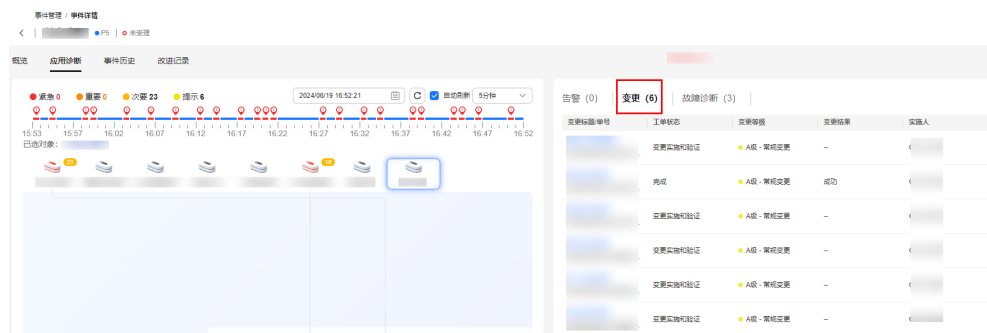 事件管理 / 事件详情
P5 | 未受理
概览 应用诊断 事件历史 改进记录
紧急 0 重要 0 次要 23 提示 6 2024/06/19 16:52:21 自动刷新 5分钟
15:53 15:57 16:02 16:07 16:12 16:17 16:22 16:27 16:32 16:37 16:42 16:47 16:52
已选对象:
告警 (0) 变更 (6) 故障诊断 (3)
变更标题/单号 工单状态 变更等级 变更结果 实施人
变更实施和验证 A级 - 常规变更 --
完成 A级 - 常规变更 成功
变更实施和验证 A级 - 常规变更 --
变更实施和验证 A级 - 常规变更 --
变更实施和验证 A级 - 常规变更 --
变更实施和验证 A级 - 常规变更 --